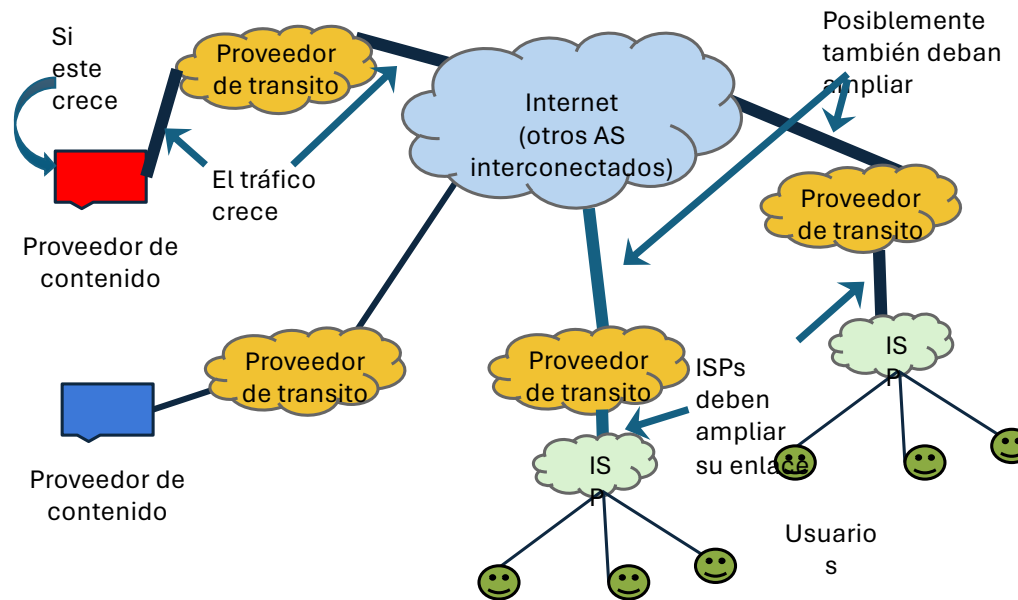 Si
este
crece
Proveedor
de transito
Internet
(otros AS
interconectados)
Posiblemente
también deban
ampliar
El tráfico
crece
Proveedor de
contenido
Proveedor
de transito
Proveedor
de transito
Proveedor
de transito
ISPs
deben
ampliar
su enlace
IS
P
IS
P
Proveedor de
contenido
Usuario
s